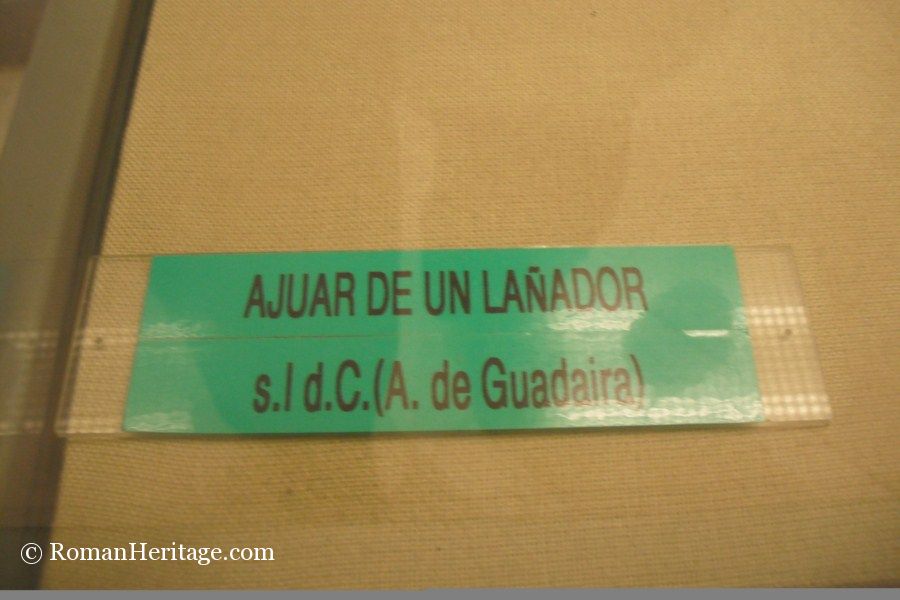 AJUAR DE UN LAÑADOR
s.I d.C.(A. de Guadaira)
© RomanHeritage.com